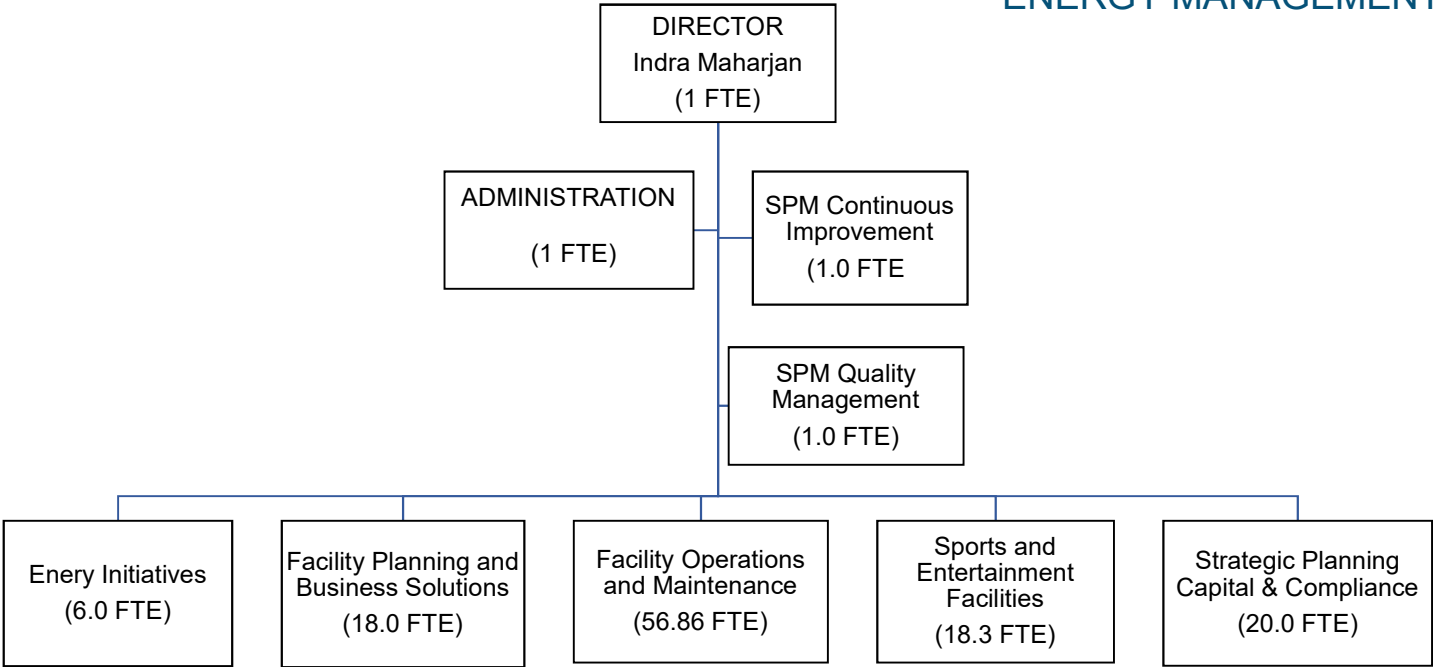 ENERGY MANAGEMENT
DIRECTOR
Indra Maharjan
(1 FTE)
ADMINISTRATION
(1 FTE)
SPM Continuous
Improvement
(1.0 FTE
SPM Quality
Management
(1.0 FTE)
Enery Initiatives
(6.0 FTE)
Facility Planning and
Business Solutions
(18.0 FTE)
Facility Operations
and Maintenance
(56.86 FTE)
Sports and
Entertainment
Facilities
(18.3 FTE)
Strategic Planning
Capital & Compliance
(20.0 FTE)